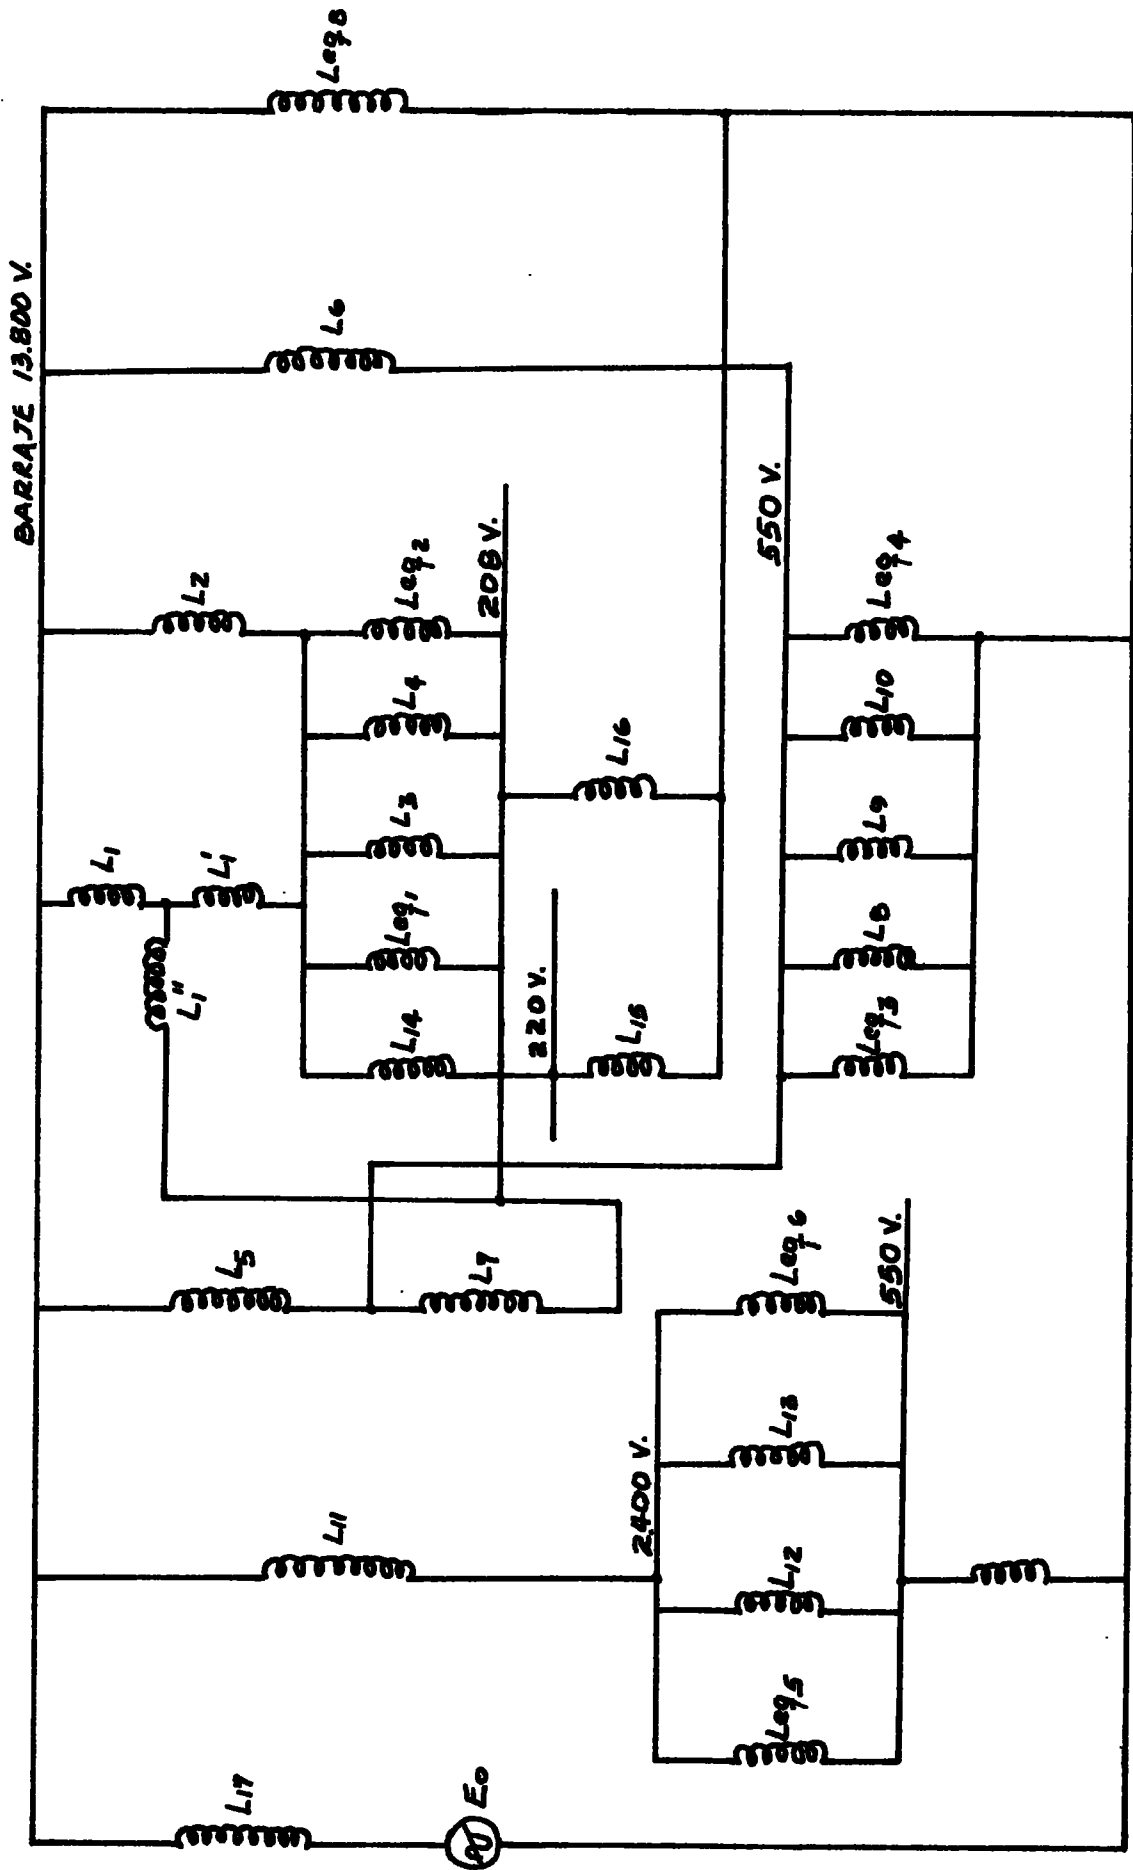 BARRAJE 13.800 V.
L17
E0
L11
2400 V.
Leq5
L12
L13
Leq6
550 V.
L5
L7
L1
L1'
L1"
L2
L14
Leq1
L3
L4
Leq2
208 V.
220 V.
L15
L16
L6
550 V.
Leq3
L8
L9
L10
Leq4
Leq8